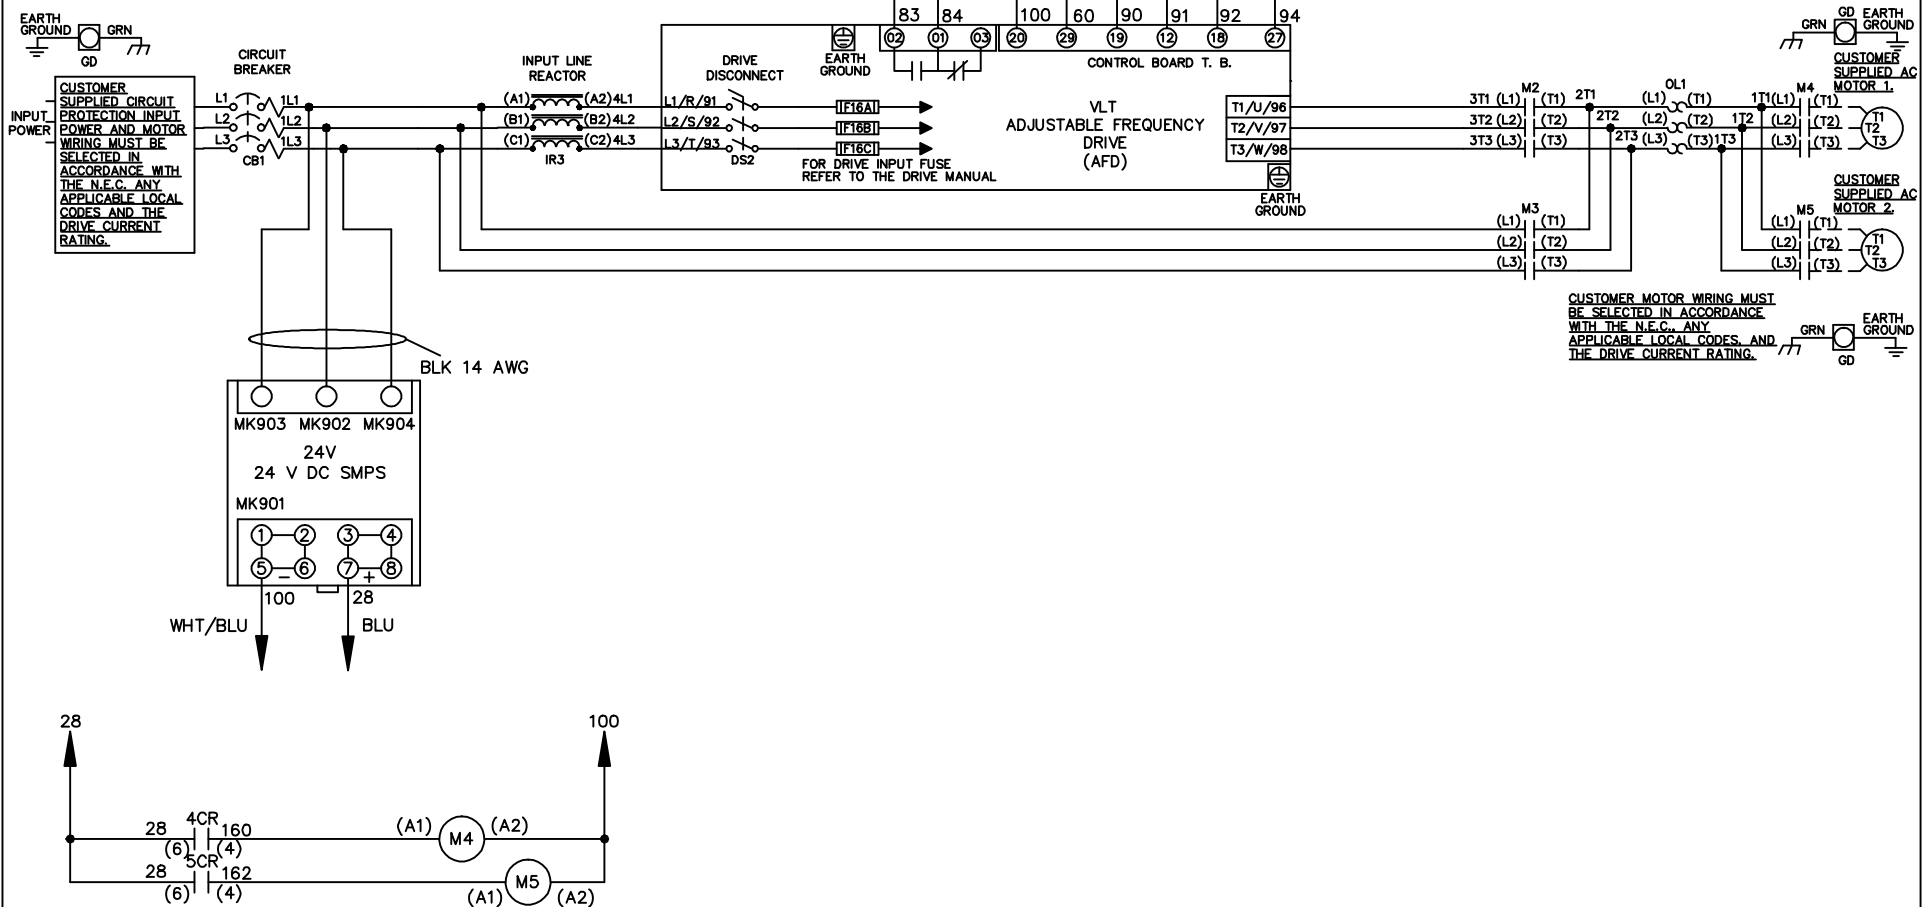 83 84 100 60 90 91 92 94
EARTH
GROUND
GRN
GD
GD
EARTH
GROUND
GRN
CIRCUIT
BREAKER
INPUT LINE
REACTOR
DRIVE
DISCONNECT
EARTH
GROUND
02 01 03 20 29 19 12 18 27
CONTROL BOARD T. B.
CUSTOMER
SUPPLIED AC
MOTOR 1.
INPUT
POWER
CUSTOMER
SUPPLIED CIRCUIT
PROTECTION INPUT
POWER AND MOTOR
WIRING MUST BE
SELECTED IN
ACCORDANCE WITH
THE N.E.C. ANY
APPLICABLE LOCAL
CODES AND THE
DRIVE CURRENT
RATING.
L1 1L1
L2 1L2
L3 1L3
CB1
(A1) (A2) 4L1
(B1) (B2) 4L2
(C1) (C2) 4L3
IR3
L1/R/91
L2/S/92
L3/T/93
DS2
IF16A
IF16B
IF16C
FOR DRIVE INPUT FUSE
REFER TO THE DRIVE MANUAL
VLT
ADJUSTABLE FREQUENCY
DRIVE
(AFD)
T1/U/96
T2/V/97
T3/W/98
EARTH
GROUND
M2
3T1 (L1) (T1) 2T1
3T2 (L2) (T2) 2T2
3T3 (L3) (T3) 2T3
OL1
(L1) (T1) 1T1
(L2) (T2) 1T2
(L3) (T3) 1T3
M4
(L1) (T1)
(L2) (T2)
(L3) (T3)
T1
T2
T3
CUSTOMER
SUPPLIED AC
MOTOR 2.
M3
(L1) (T1)
(L2) (T2)
(L3) (T3)
M5
(L1) (T1)
(L2) (T2)
(L3) (T3)
T1
T2
T3
CUSTOMER MOTOR WIRING MUST
BE SELECTED IN ACCORDANCE
WITH THE N.E.C., ANY
APPLICABLE LOCAL CODES, AND
THE DRIVE CURRENT RATING.
GRN
GD
EARTH
GROUND
BLK 14 AWG
MK903 MK902 MK904
24V
24 V DC SMPS
MK901
1 2 3 4
5 6 7 8
- +
100 28
WHT/BLU BLU
28 100
4CR
28 160
(6) (4)
(A1) M4 (A2)
5CR
28 162
(6) (4)
(A1) M5 (A2)